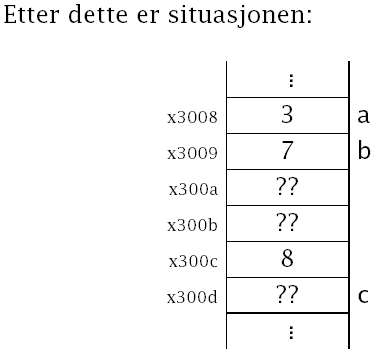 Etter dette er situasjonen:
⋮
x3008 3 a
x3009 7 b
x300a ??
x300b ??
x300c 8
x300d ?? c
⋮